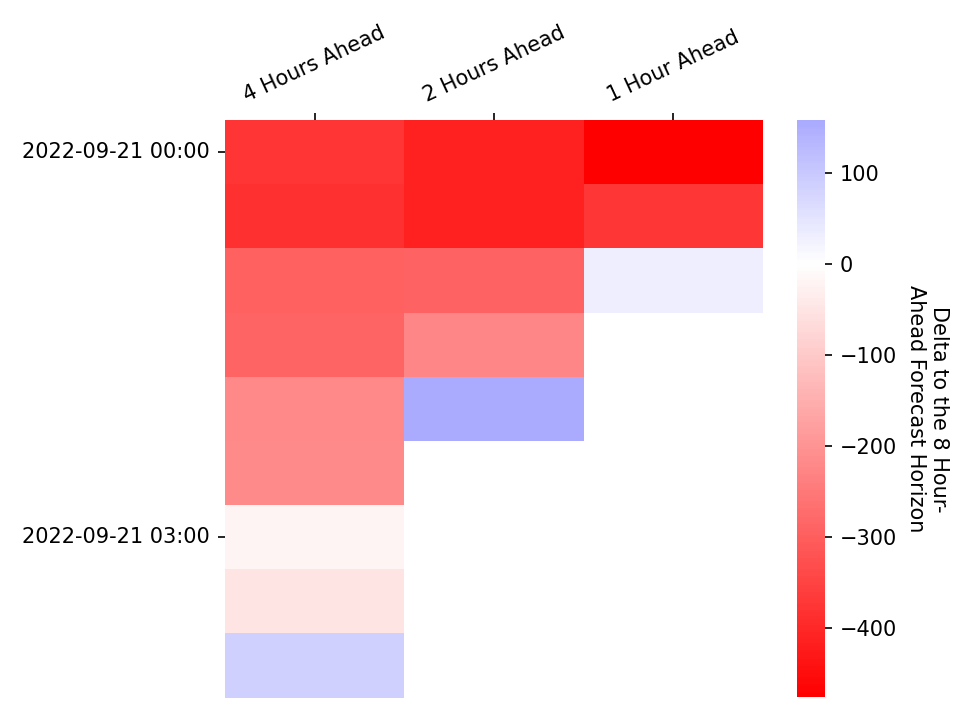 4 Hours Ahead
2 Hours Ahead
1 Hour Ahead
2022-09-21 00:00
2022-09-21 03:00
100
0
−100
−200
−300
−400
Delta to the 8 Hour-
Ahead Forecast Horizon